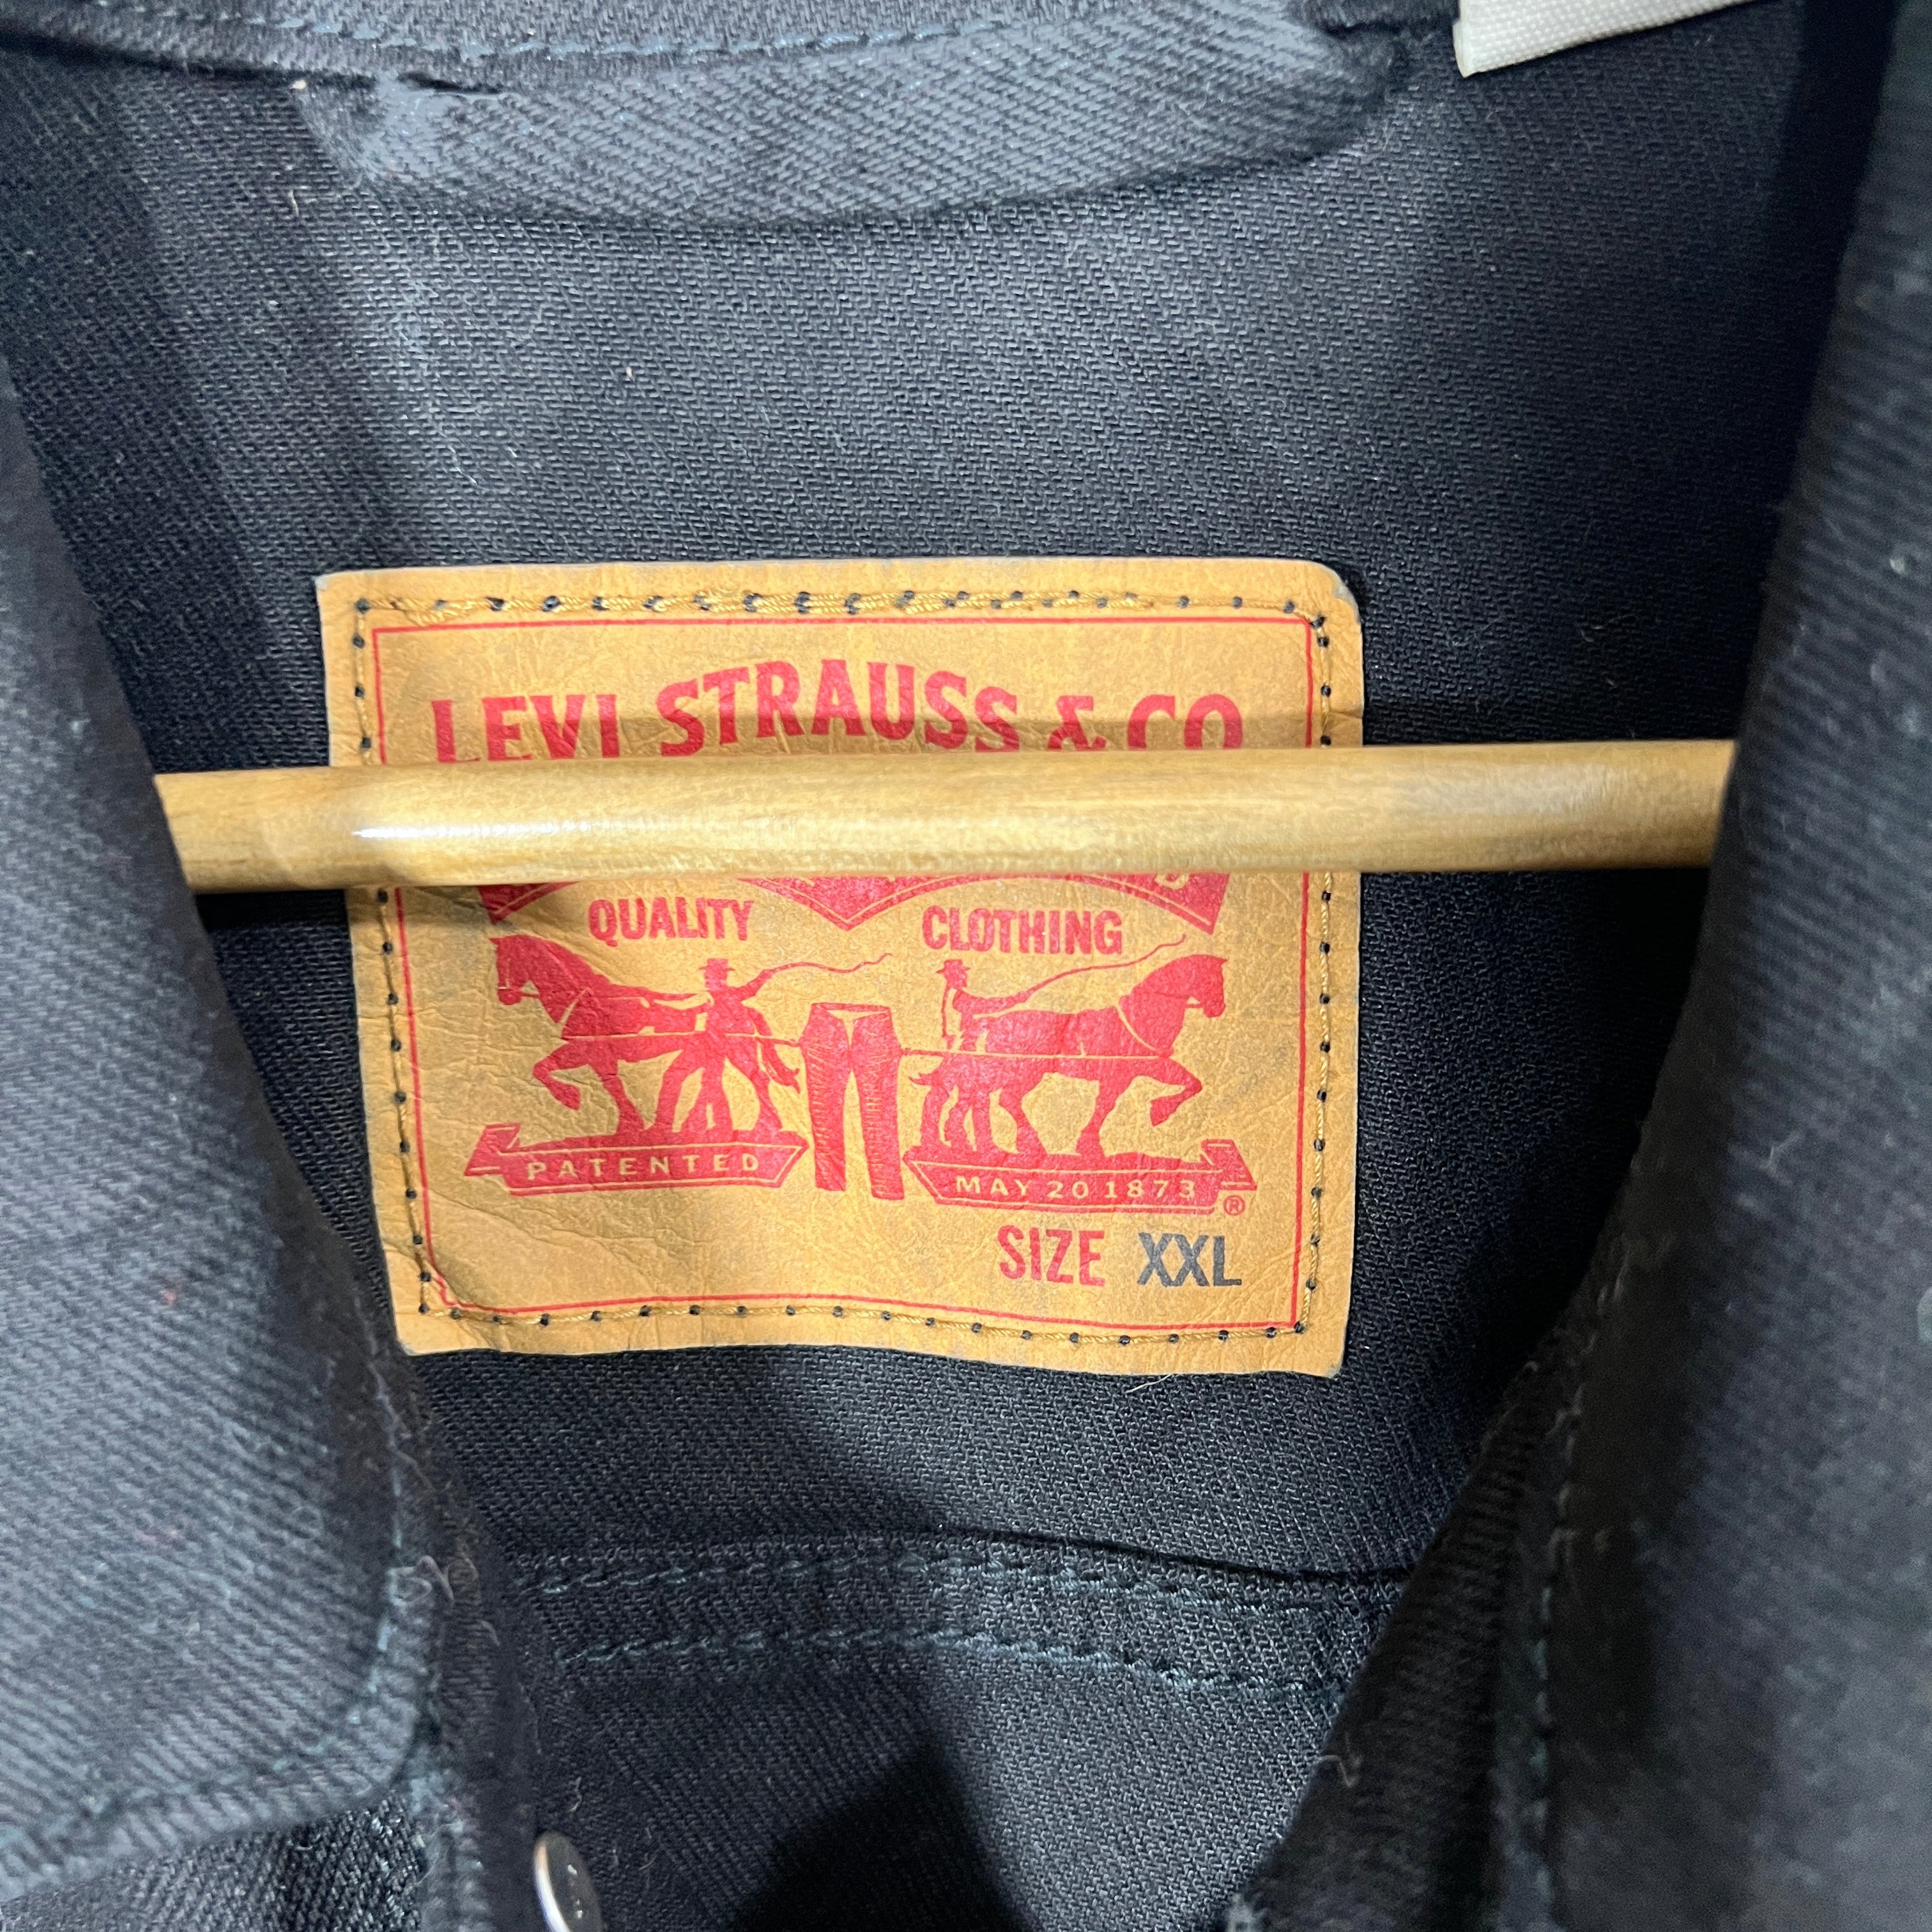 LEVI STRAUSS & CO
QUALITY CLOTHING
PATENTED
MAY 20 1873
®
SIZE XXL